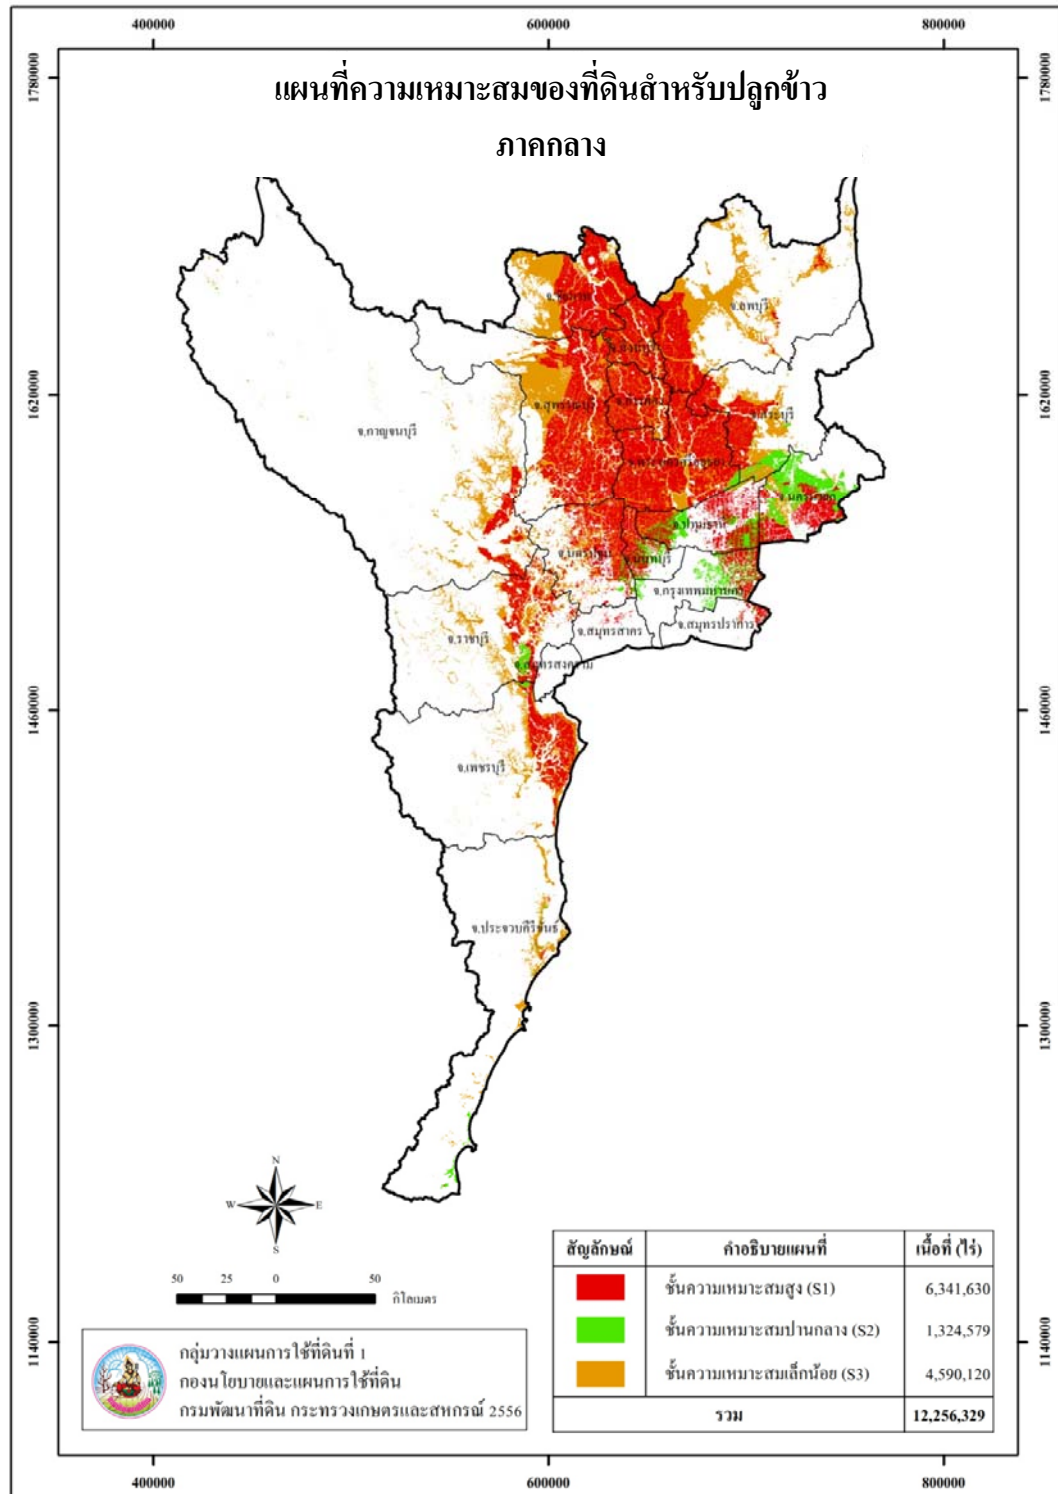 400000 600000 800000
1780000 1780000
แผนที่ความเหมาะสมของที่ดินสำหรับปลูกข้าว
ภาคกลาง
จ.ชัยนาท
จ.ลพบุรี
จ.สิงห์บุรี
1620000 1620000
จ.สุพรรณบุรี
จ.อ่างทอง
จ.สระบุรี
จ.กาญจนบุรี
จ.พระนครศรีอยุธยา
จ.นครนายก
จ.ปทุมธานี
จ.นครปฐม
จ.นนทบุรี
จ.กรุงเทพมหานคร
จ.ราชบุรี
จ.สมุทรสาคร
จ.สมุทรปราการ
จ.สมุทรสงคราม
1460000 1460000
จ.เพชรบุรี
จ.ประจวบคีรีขันธ์
1300000 1300000
N
W E
S
50 25 0 50
กิโลเมตร
สัญลักษณ์ คำอธิบายแผนที่ เนื้อที่ (ไร่)
ชั้นความเหมาะสมสูง (S1) 6,341,630
ชั้นความเหมาะสมปานกลาง (S2) 1,324,579
ชั้นความเหมาะสมเล็กน้อย (S3) 4,590,120
รวม 12,256,329
1140000 1140000
กลุ่มวางแผนการใช้ที่ดินที่ 1
กองนโยบายและแผนการใช้ที่ดิน
กรมพัฒนาที่ดิน กระทรวงเกษตรและสหกรณ์ 2556
400000 600000 800000